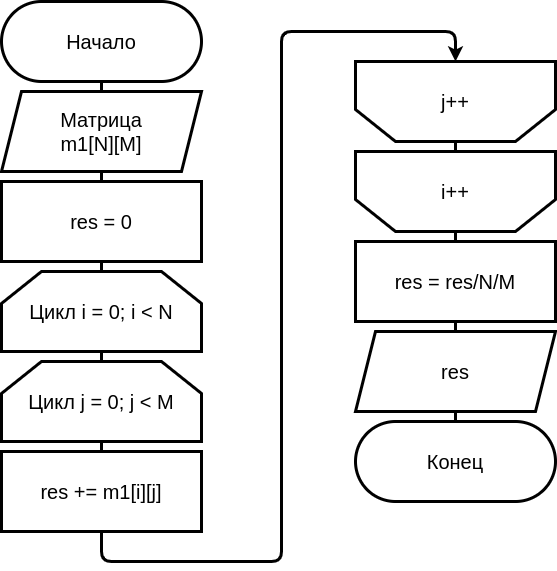 Начало
Матрица
m1[N][M]
res = 0
Цикл i = 0; i < N
Цикл j = 0; j < M
res += m1[i][j]
j++
i++
res = res/N/M
res
Конец